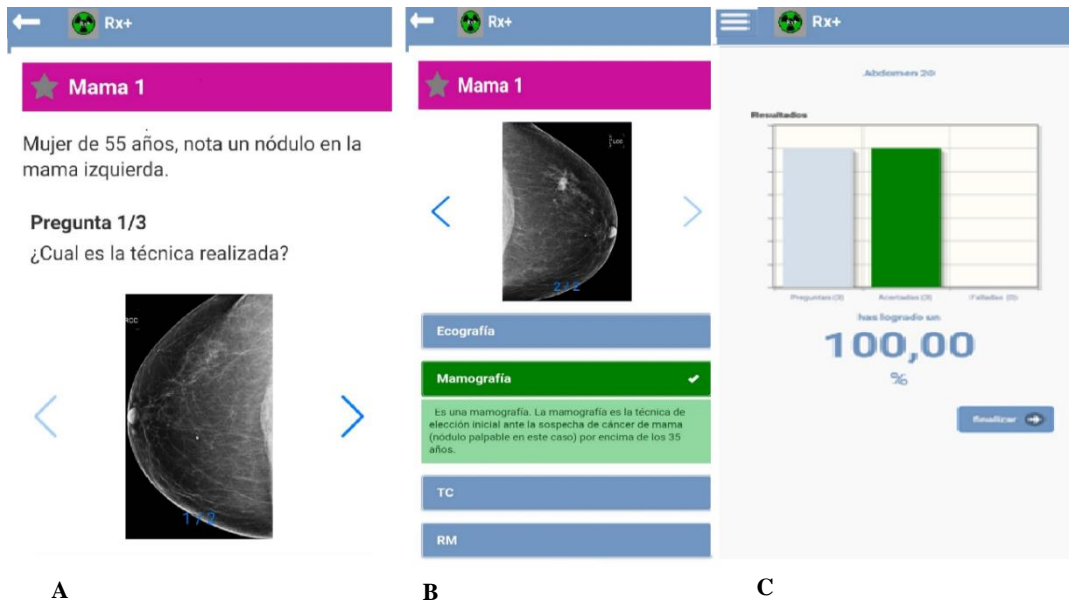 Rx+
Mama 1
Mujer de 55 años, nota un nódulo en la
mama izquierda.
Pregunta 1/3
¿Cual es la técnica realizada?
RCC
1 / 2
A
Rx+
Mama 1
LCC
2 / 2
Ecografía
Mamografía
Es una mamografía. La mamografía es la técnica de
elección inicial ante la sospecha de cáncer de mama
(nódulo palpable en este caso) por encima de los 35
años.
TC
RM
B
Rx+
Abdomen 20
Resultados
Preguntas (3) Acertadas (3) Falladas (0)
has logrado un
100,00
%
finalizar
C